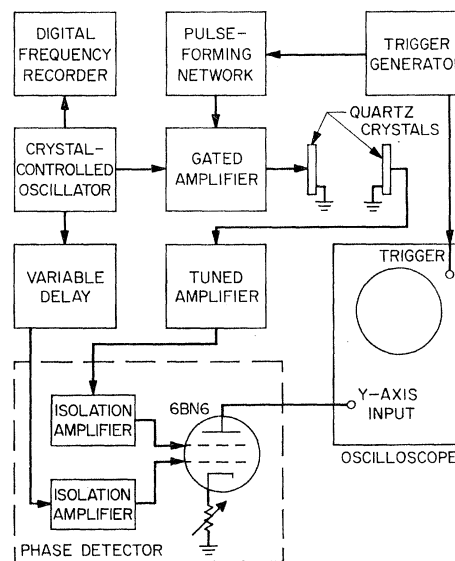 DIGITAL
FREQUENCY
RECORDER
PULSE-
FORMING
NETWORK
TRIGGER
GENERATOR
QUARTZ
CRYSTALS
CRYSTAL-
CONTROLLED
OSCILLATOR
GATED
AMPLIFIER
VARIABLE
DELAY
TUNED
AMPLIFIER
TRIGGER
ISOLATION
AMPLIFIER
6BN6
Y-AXIS
INPUT
OSCILLOSCOPE
ISOLATION
AMPLIFIER
PHASE DETECTOR